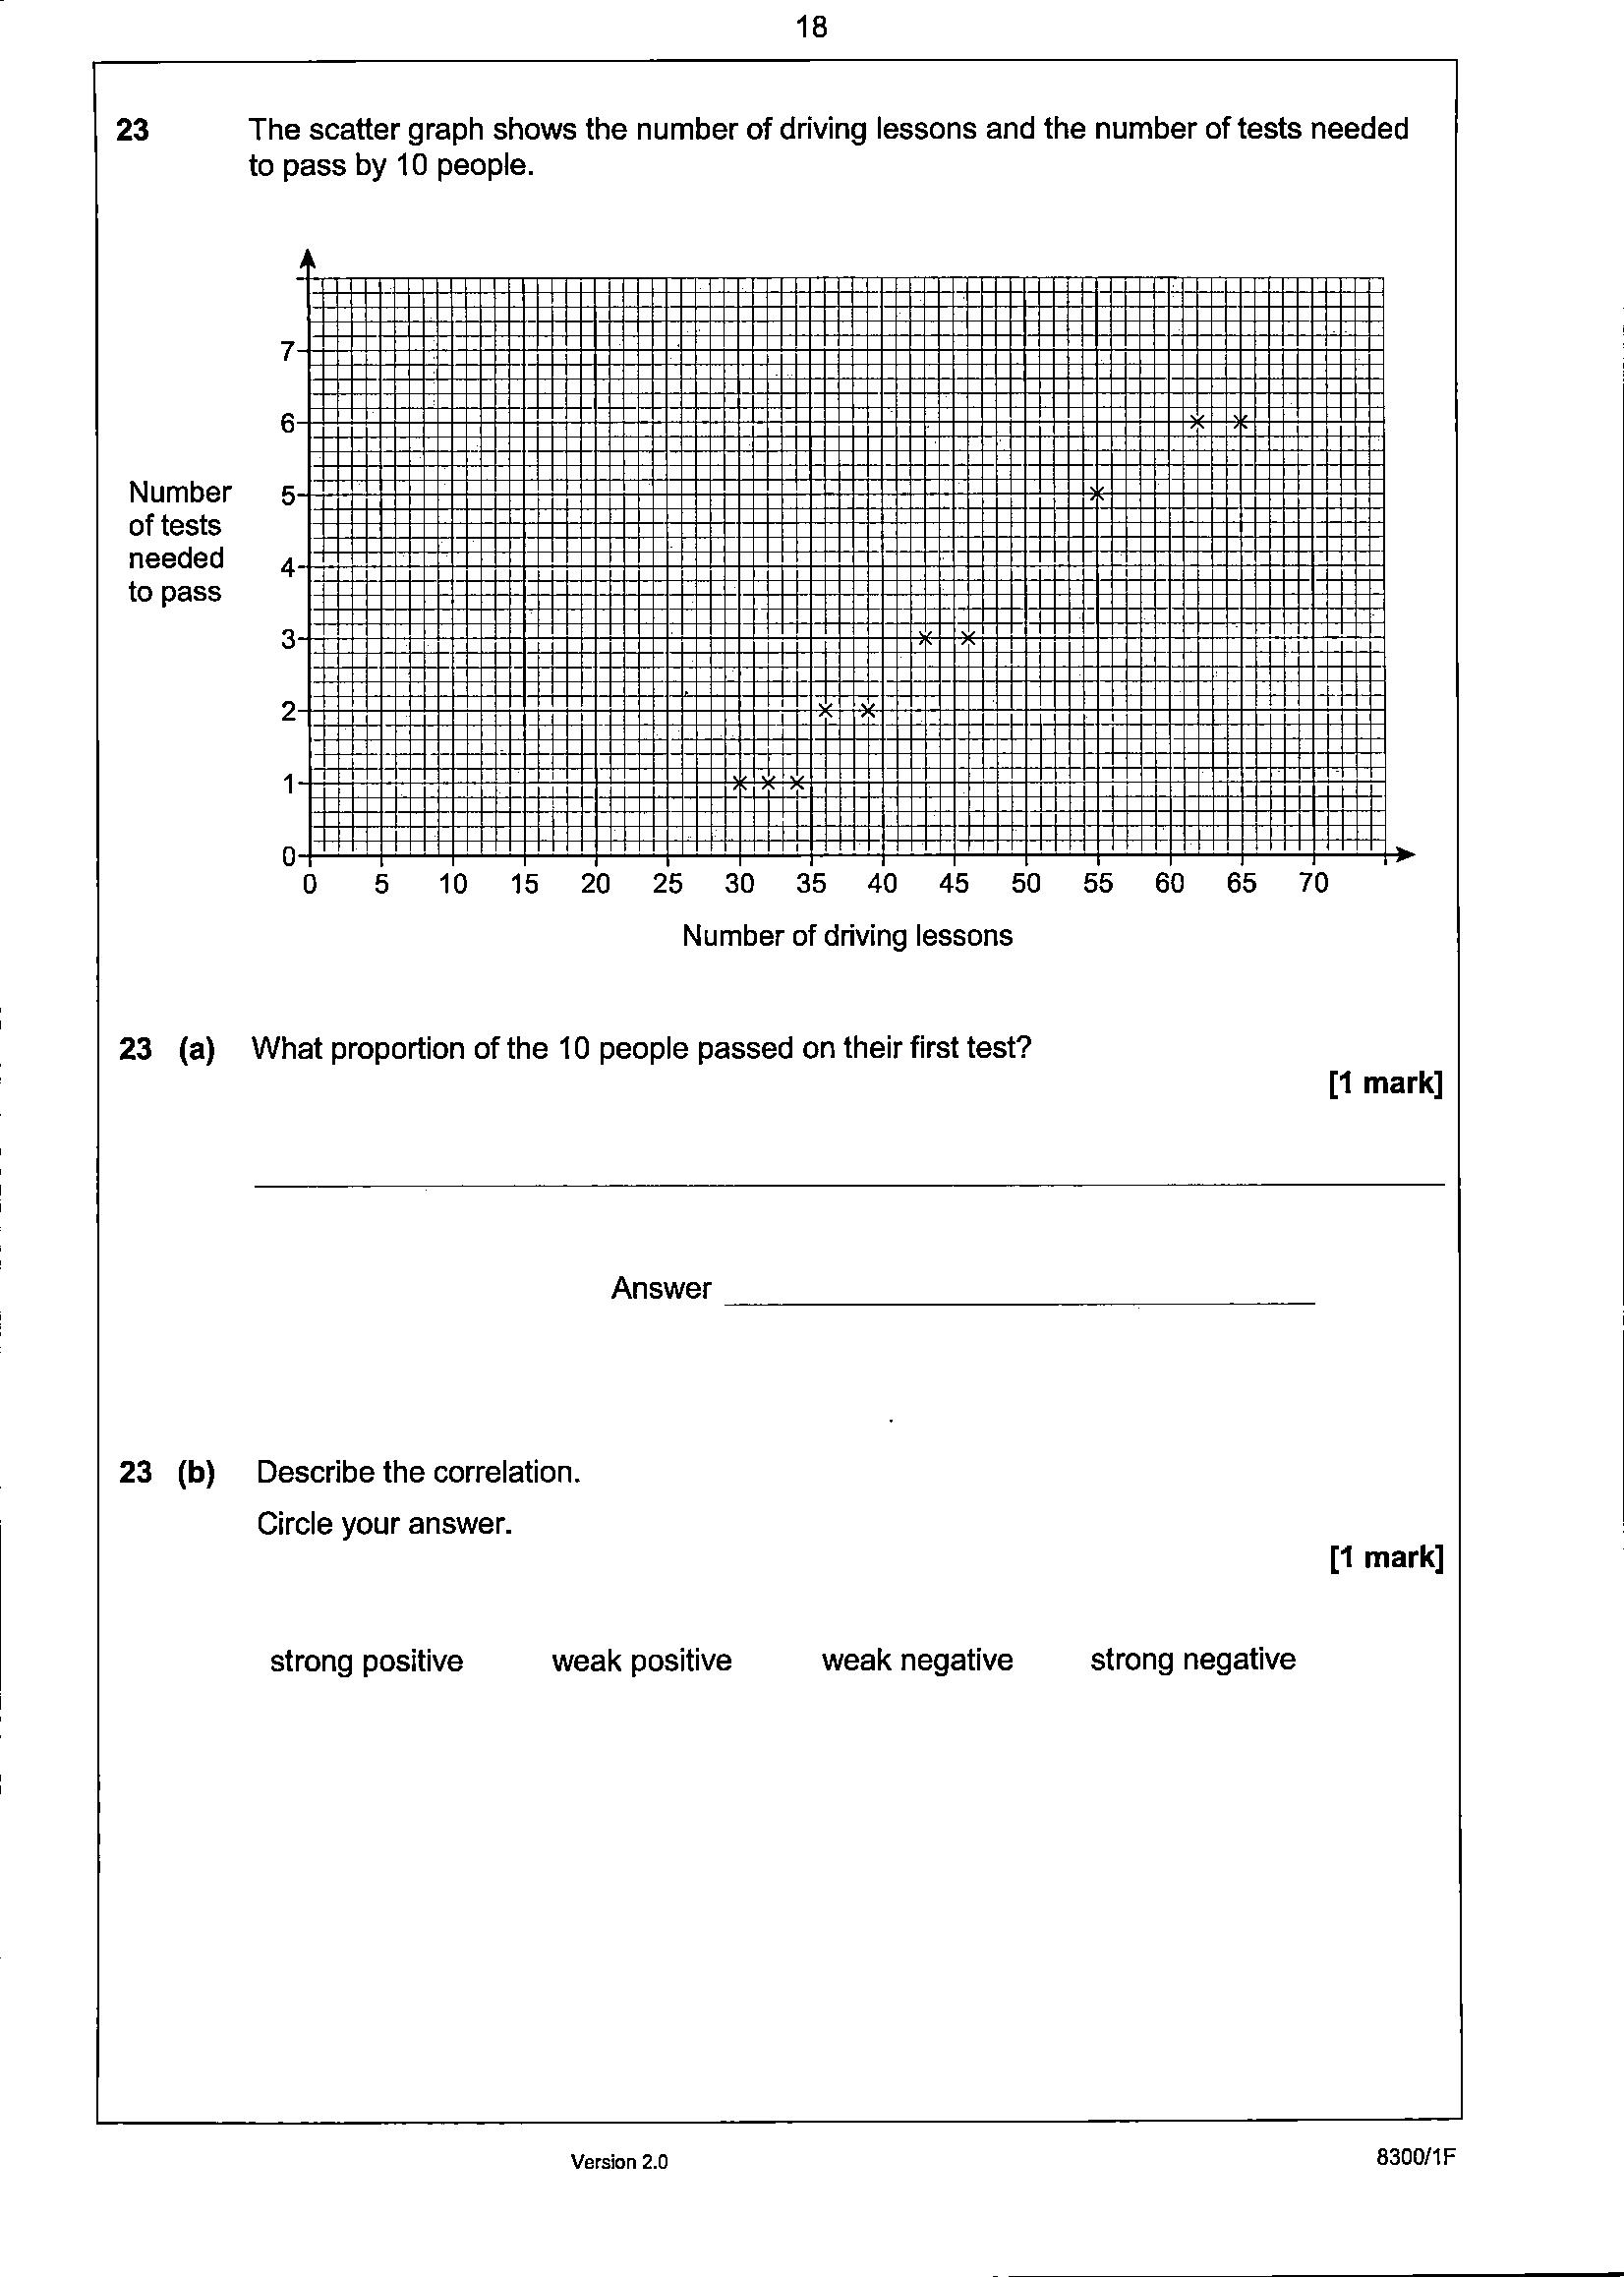 18
23 The scatter graph shows the number of driving lessons and the number of tests needed
to pass by 10 people.
7
6
5
4
3
2
1
0
Number
of tests
needed
to pass
0 5 10 15 20 25 30 35 40 45 50 55 60 65 70
Number of driving lessons
23 (a) What proportion of the 10 people passed on their first test?
[1 mark]
Answer
23 (b) Describe the correlation.
Circle your answer.
[1 mark]
strong positive weak positive weak negative strong negative
Version 2.0 8300/1F